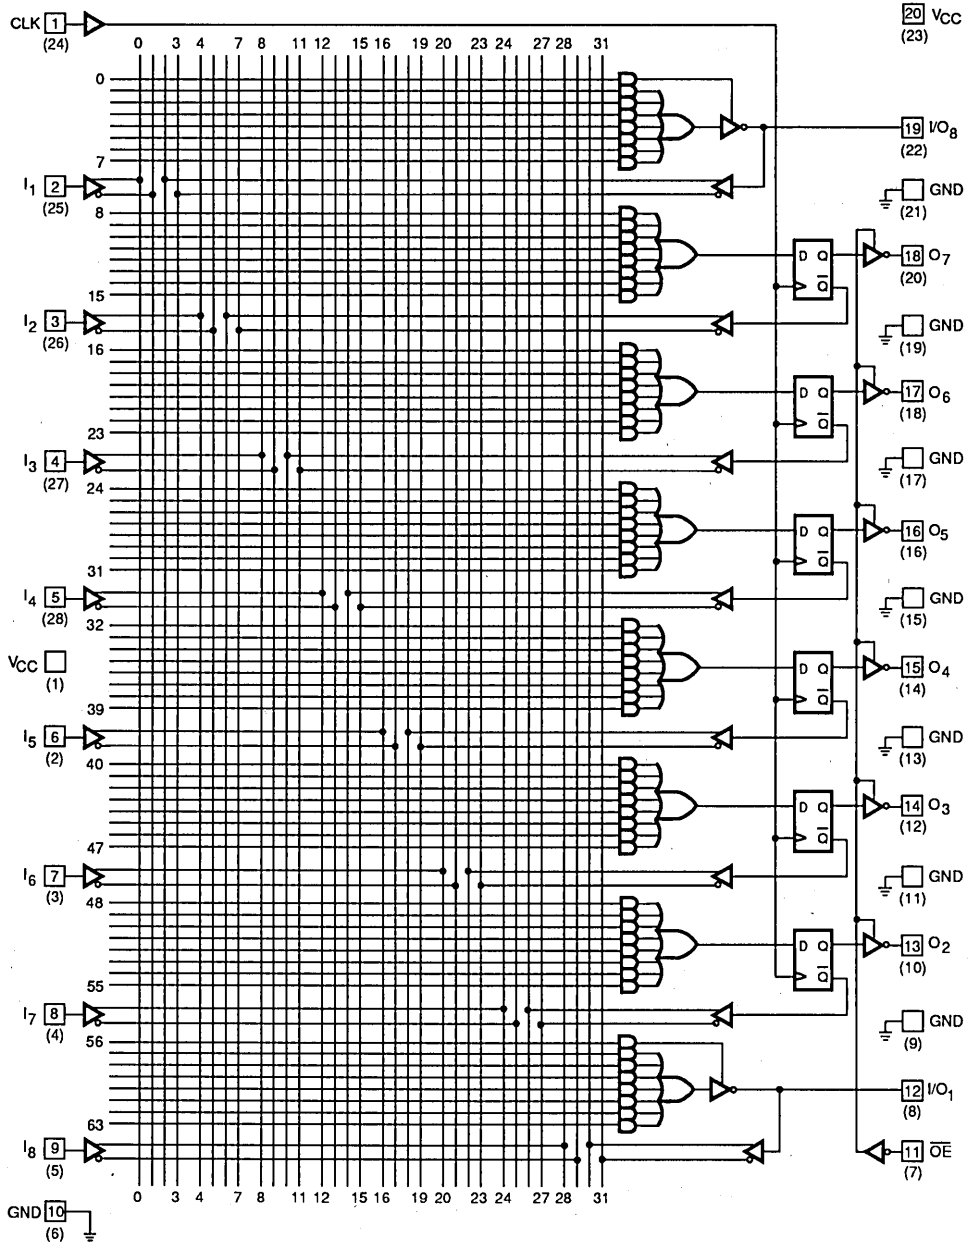 CLK 1 (24)
20 VCC (23)
0 3 4 7 8 11 12 15 16 19 20 23 24 27 28 31
0
19 I/O8 (22)
7
I1 2 (25)
GND (21)
8
D Q Q̅
18 O7 (20)
15
I2 3 (26)
GND (19)
16
D Q Q̅
17 O6 (18)
23
I3 4 (27)
GND (17)
24
D Q Q̅
16 O5 (16)
31
I4 5 (28)
GND (15)
32
VCC (1)
D Q Q̅
15 O4 (14)
39
I5 6 (2)
GND (13)
40
D Q Q̅
14 O3 (12)
47
I6 7 (3)
GND (11)
48
D Q Q̅
13 O2 (10)
55
I7 8 (4)
GND (9)
56
12 I/O1 (8)
63
I8 9 (5)
11 O̅E̅ (7)
0 3 4 7 8 11 12 15 16 19 20 23 24 27 28 31
GND 10 (6)